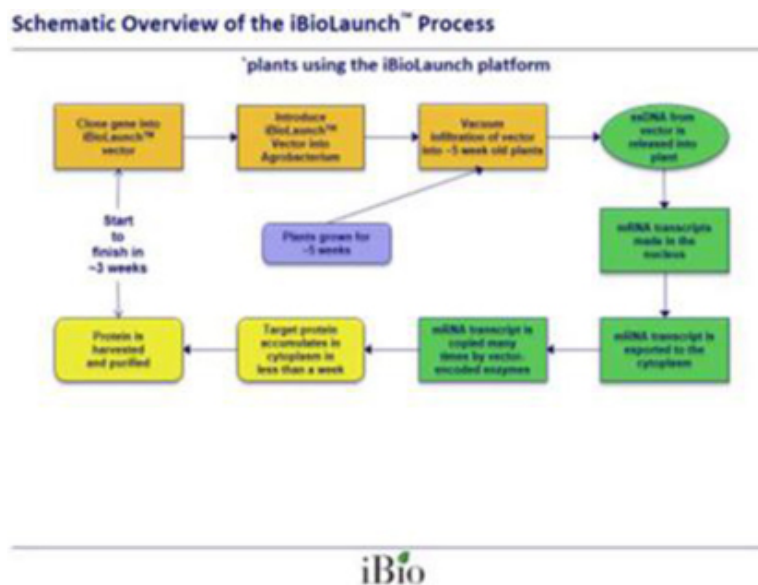 Schematic Overview of the iBioLaunch™ Process
`plants using the iBioLaunch platform
Clone gene into
iBioLaunch™
vector
Introduce
iBioLaunch™
Vector into
Agrobacterium
Vacuum
infiltration of vector
into ~5 week old plants
ssDNA from
vector is
released into
plant
Start
to
finish in
~3 weeks
Plants grown for
~5 weeks
mRNA transcripts
made in the
nucleus
Protein is
harvested
and purified
Target protein
accumulates in
cytoplasm in
less than a week
mRNA transcript is
copied many
times by vector-
encoded enzymes
mRNA transcript is
exported to the
cytoplasm
iBio